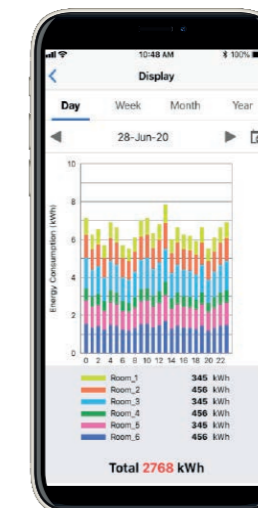 10:48 AM 100%
Display
Day Week Month Year
28-Jun-20
Energy Consumption (kWh)
10
8
6
4
2
0
0 2 4 6 8 10 12 14 16 18 20 22
Room_1 345 kWh
Room_2 456 kWh
Room_3 345 kWh
Room_4 456 kWh
Room_5 345 kWh
Room_6 456 kWh
Total 2768 kWh